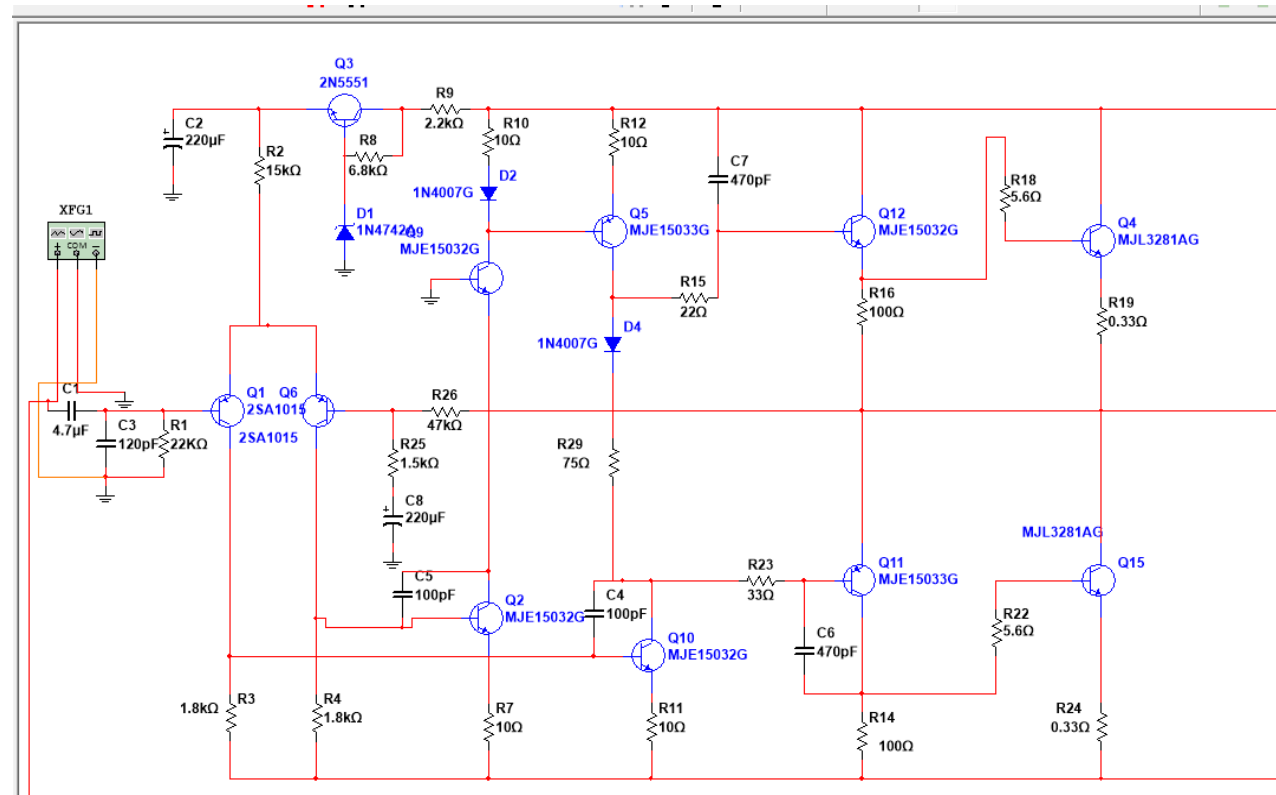 Q3
2N5551
R9
2.2kΩ
C2
220µF
R2
15kΩ
R8
6.8kΩ
R10
10Ω
R12
10Ω
C7
470pF
D2
1N4007G
R18
5.6Ω
XFG1
COM
D1
1N4742A
Q9
MJE15032G
Q5
MJE15033G
Q12
MJE15032G
Q4
MJL3281AG
R15
22Ω
R16
100Ω
R19
0.33Ω
D4
1N4007G
C1
4.7µF
Q1
2SA1015
Q6
2SA1015
R26
47kΩ
C3
120pF
R1
22KΩ
R25
1.5kΩ
R29
75Ω
C8
220µF
MJL3281AG
Q15
R23
33Ω
Q11
MJE15033G
C5
100pF
Q2
MJE15032G
C4
100pF
R22
5.6Ω
Q10
MJE15032G
C6
470pF
R3
1.8kΩ
R4
1.8kΩ
R7
10Ω
R11
10Ω
R14
100Ω
R24
0.33Ω